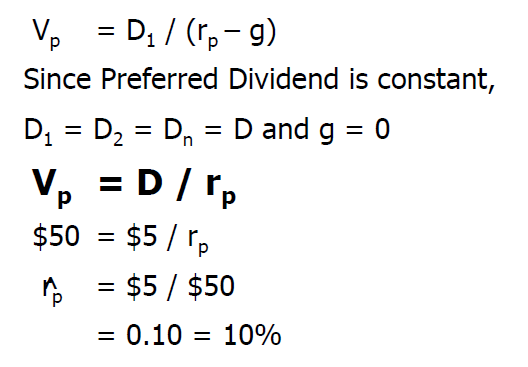 Vₚ = D₁ / (rₚ – g)
Since Preferred Dividend is constant,
D₁ = D₂ = Dₙ = D and g = 0
Vₚ = D / rₚ
$50 = $5 / rₚ
r̂ₚ = $5 / $50
= 0.10 = 10%